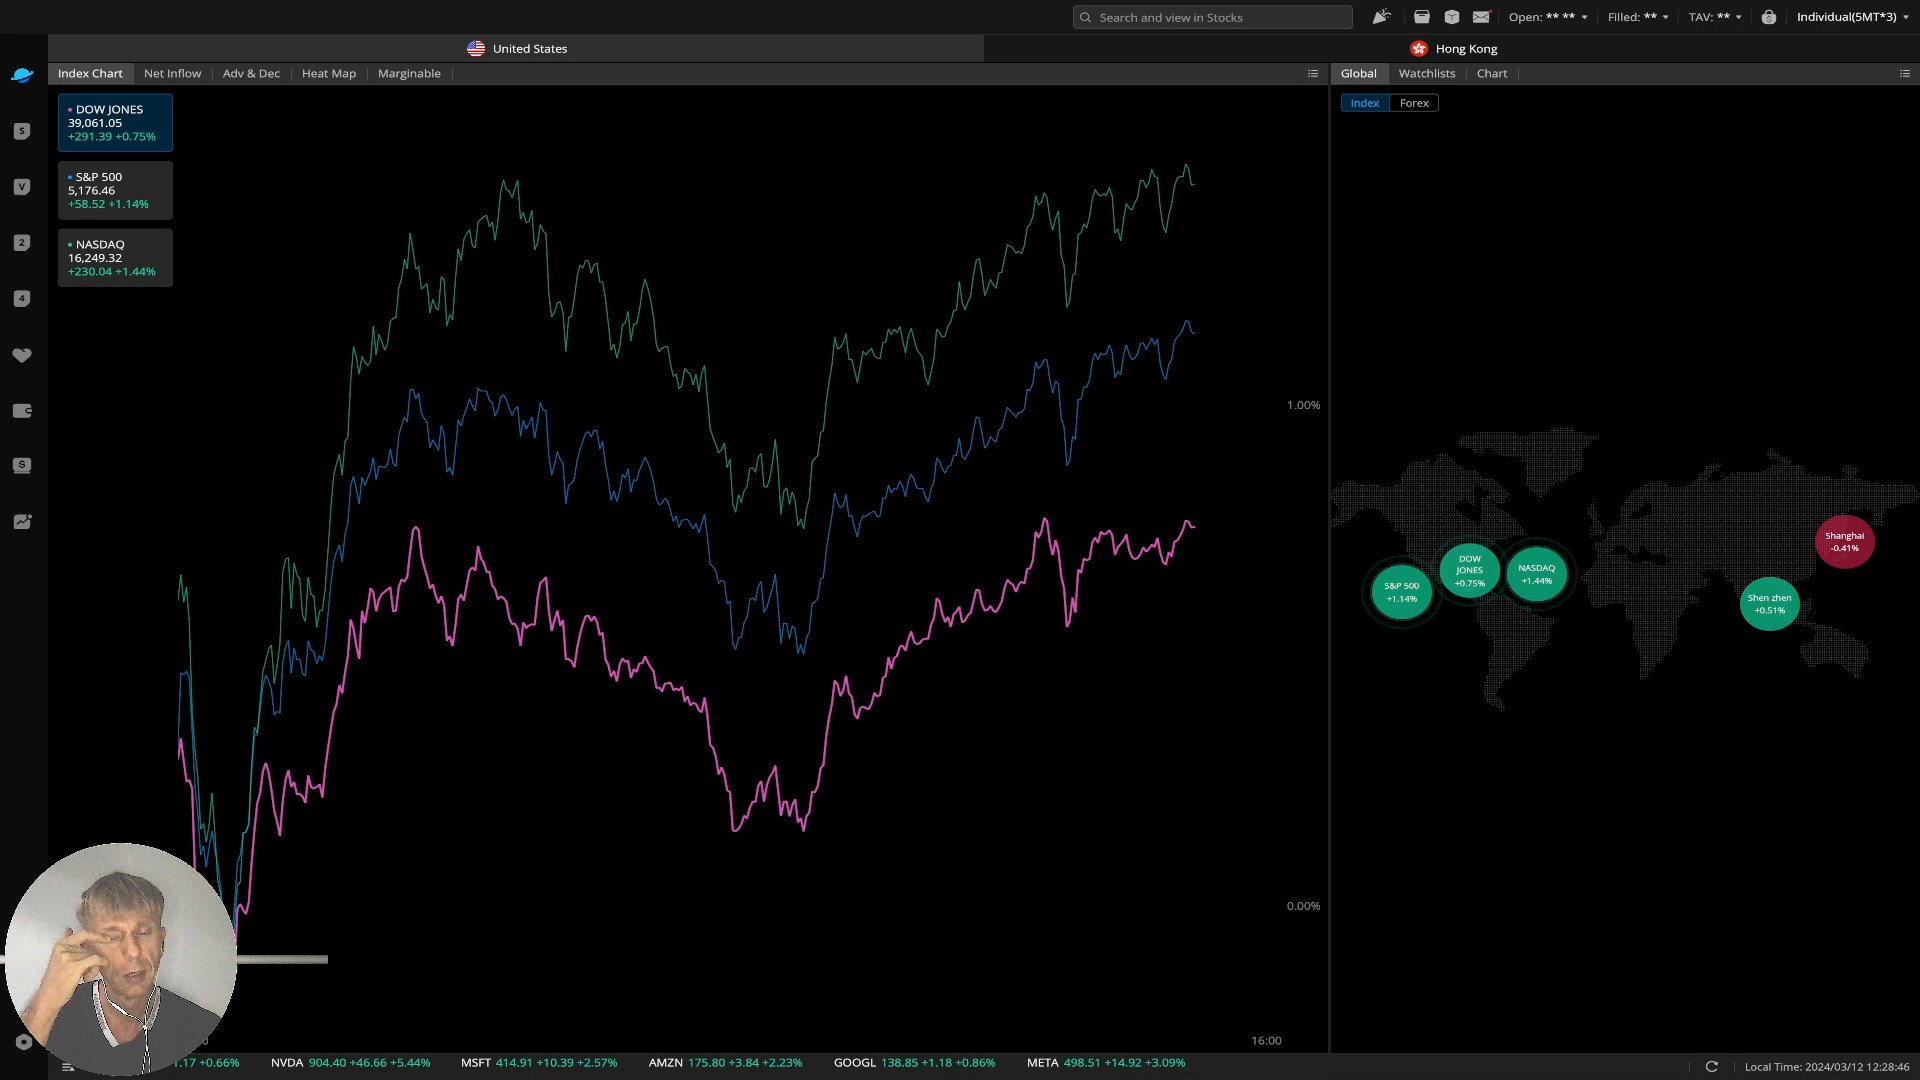 Search and view in Stocks
Open: ** **
Filled: **
TAV: **
Individual(5MT*3)
United States
Hong Kong
Index Chart
Net Inflow
Adv & Dec
Heat Map
Marginable
Global
Watchlists
Chart
Index
Forex
DOW JONES
39,061.05
+291.39 +0.75%
S&P 500
5,176.46
+58.52 +1.14%
NASDAQ
16,249.32
+230.04 +1.44%
S
V
2
4
S
1.00%
0.00%
16:00
S&P 500
+1.14%
DOW
JONES
+0.75%
NASDAQ
+1.44%
Shanghai
-0.41%
Shen zhen
+0.51%
1.17 +0.66%
NVDA 904.40 +46.66 +5.44%
MSFT 414.91 +10.39 +2.57%
AMZN 175.80 +3.84 +2.23%
GOOGL 138.85 +1.18 +0.86%
META 498.51 +14.92 +3.09%
Local Time: 2024/03/12 12:28:46